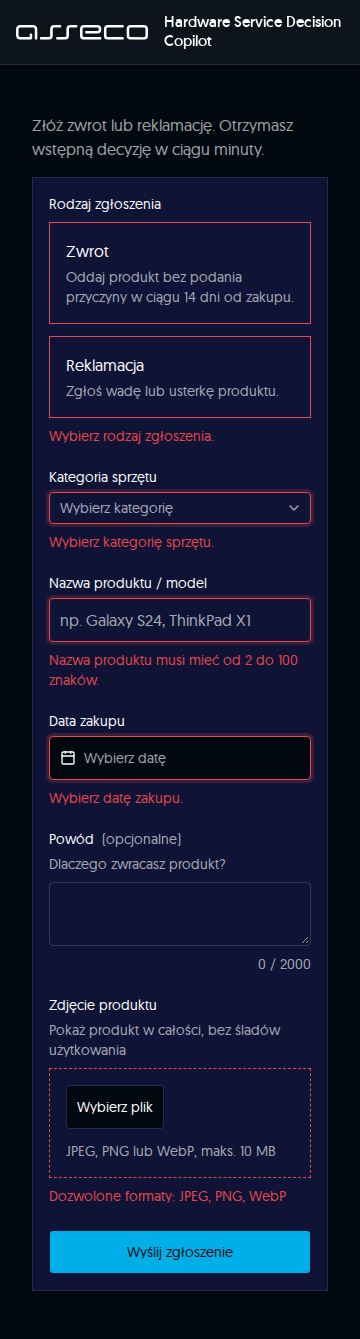 asseco
Hardware Service Decision
Copilot
Złóż zwrot lub reklamację. Otrzymasz
wstępną decyzję w ciągu minuty.
Rodzaj zgłoszenia
Zwrot
Oddaj produkt bez podania
przyczyny w ciągu 14 dni od zakupu.
Reklamacja
Zgłoś wadę lub usterkę produktu.
Wybierz rodzaj zgłoszenia.
Kategoria sprzętu
Wybierz kategorię
Wybierz kategorię sprzętu.
Nazwa produktu / model
np. Galaxy S24, ThinkPad X1
Nazwa produktu musi mieć od 2 do 100
znaków.
Data zakupu
Wybierz datę
Wybierz datę zakupu.
Powód (opcjonalne)
Dlaczego zwracasz produkt?
0 / 2000
Zdjęcie produktu
Pokaż produkt w całości, bez śladów
użytkowania
Wybierz plik
JPEG, PNG lub WebP, maks. 10 MB
Dozwolone formaty: JPEG, PNG, WebP
Wyślij zgłoszenie